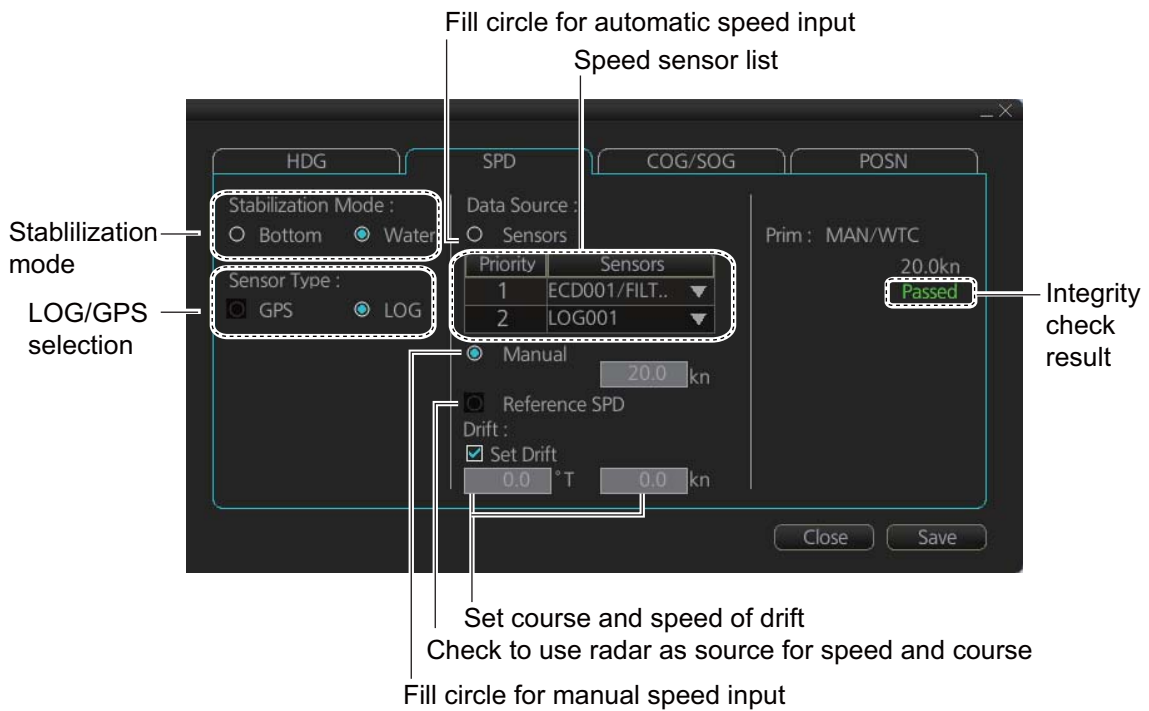 Fill circle for automatic speed input
Speed sensor list
HDG
SPD
COG/SOG
POSN
Stablilization
mode
LOG/GPS
selection
Stabilization Mode :
Bottom
Water
Sensor Type :
GPS
LOG
Data Source :
Sensors
Priority Sensors
1 ECD001/FILT..
2 LOG001
Manual
20.0 kn
Reference SPD
Drift :
Set Drift
0.0 °T 0.0 kn
Prim : MAN/WTC
20.0kn
Passed
Integrity
check
result
Close
Save
Set course and speed of drift
Check to use radar as source for speed and course
Fill circle for manual speed input